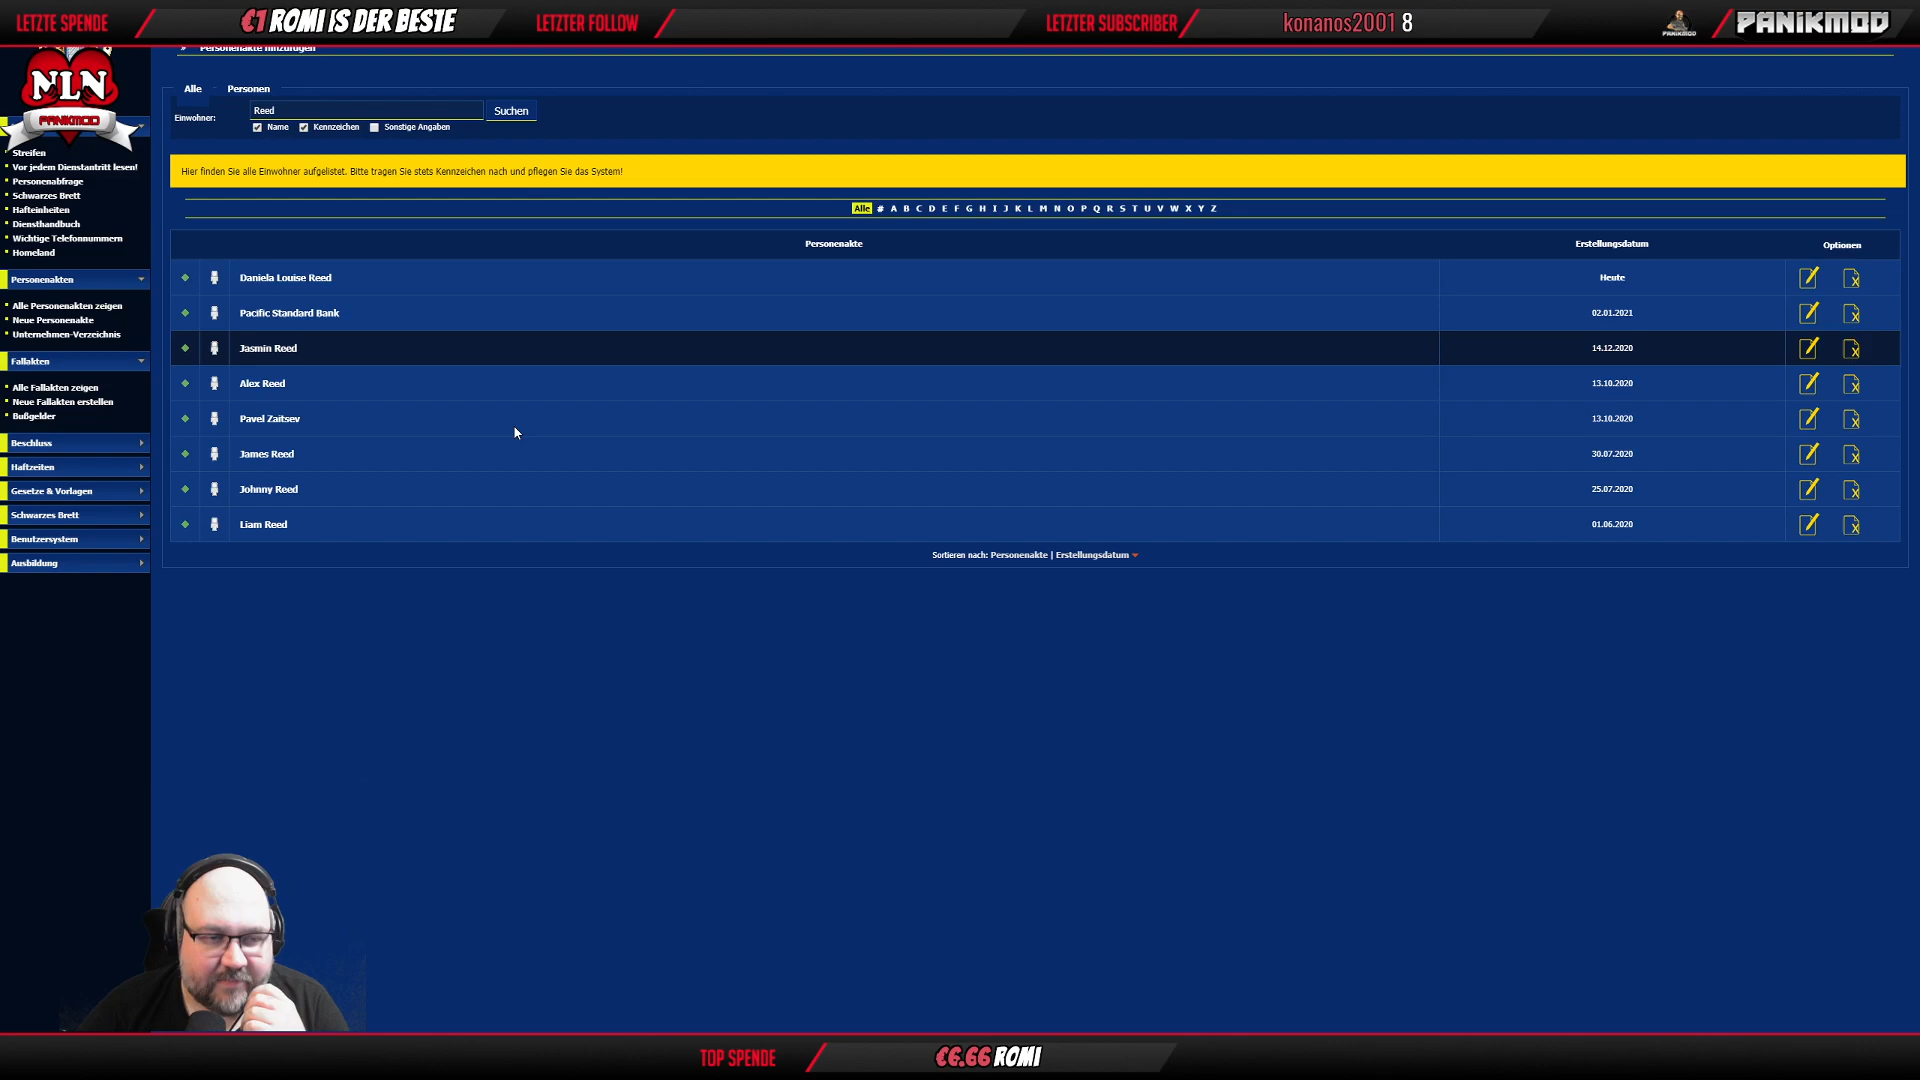 LETZTE SPENDE
€1 ROMI IS DER BESTE
LETZTER FOLLOW
LETZTER SUBSCRIBER
konanos2001 8
PANIKMOD
PANIKMOD
» Personenakte hinzufügen
NLN
PANIKMOD
Streifen
Vor jedem Dienstantritt lesen!
Personenabfrage
Schwarzes Brett
Hafteinheiten
Diensthandbuch
Wichtige Telefonnummern
Homeland
Personenakten
Alle Personenakten zeigen
Neue Personenakte
Unternehmen-Verzeichnis
Fallakten
Alle Fallakten zeigen
Neue Fallakten erstellen
Bußgelder
Beschluss
Haftzeiten
Gesetze & Vorlagen
Schwarzes Brett
Benutzersystem
Ausbildung
Alle Personen
Einwohner: Reed Suchen
Name Kennzeichen Sonstige Angaben
Hier finden Sie alle Einwohner aufgelistet. Bitte tragen Sie stets Kennzeichen nach und pflegen Sie das System!
Alle # A B C D E F G H I J K L M N O P Q R S T U V W X Y Z
Personenakte Erstellungsdatum Optionen
Daniela Louise Reed Heute
Pacific Standard Bank 02.01.2021
Jasmin Reed 14.12.2020
Alex Reed 13.10.2020
Pavel Zaitsev 13.10.2020
James Reed 30.07.2020
Johnny Reed 25.07.2020
Liam Reed 01.06.2020
Sortieren nach: Personenakte | Erstellungsdatum
TOP SPENDE
€6.66 ROMI